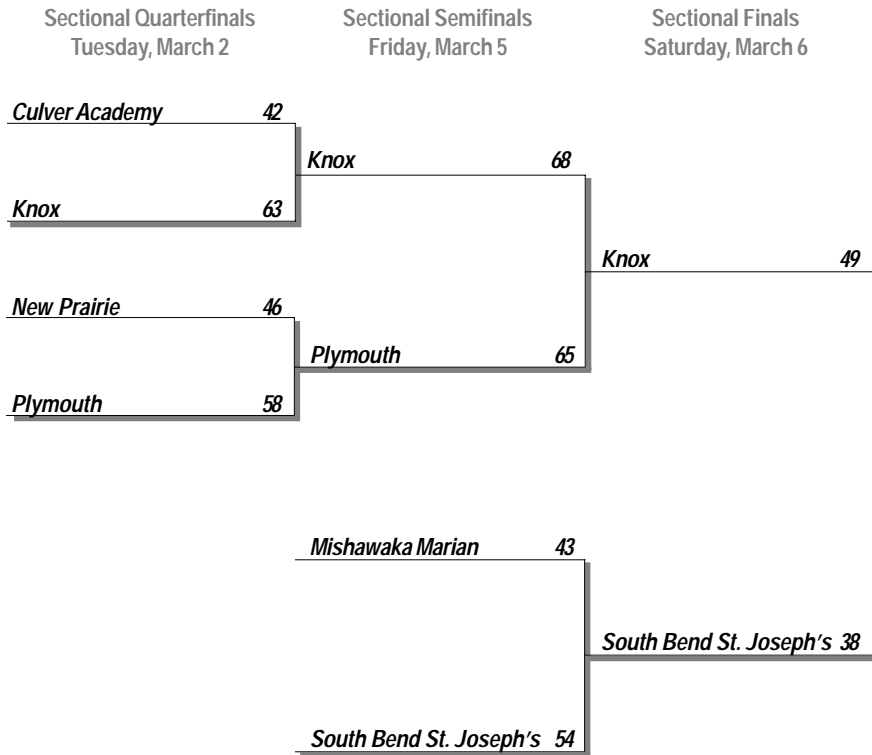 Sectional Quarterfinals
Tuesday, March 2
Sectional Semifinals
Friday, March 5
Sectional Finals
Saturday, March 6
Culver Academy 42
Knox 63
New Prairie 46
Plymouth 58
Knox 68
Plymouth 65
Mishawaka Marian 43
South Bend St. Joseph's 54
Knox 49
South Bend St. Joseph's 38